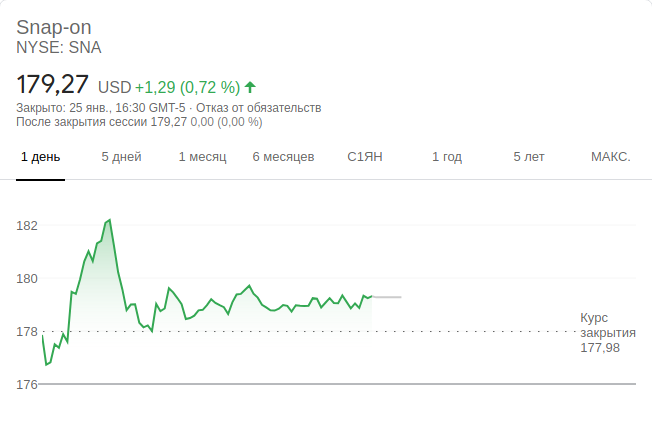 Snap-on
NYSE: SNA
179,27 USD +1,29 (0,72 %)
Закрыто: 25 янв., 16:30 GMT-5 · Отказ от обязательств
После закрытия сессии 179,27 0,00 (0,00 %)
1 день 5 дней 1 месяц 6 месяцев С1ЯН 1 год 5 лет МАКС.
182
180
178
176
Курс
закрытия
177,98